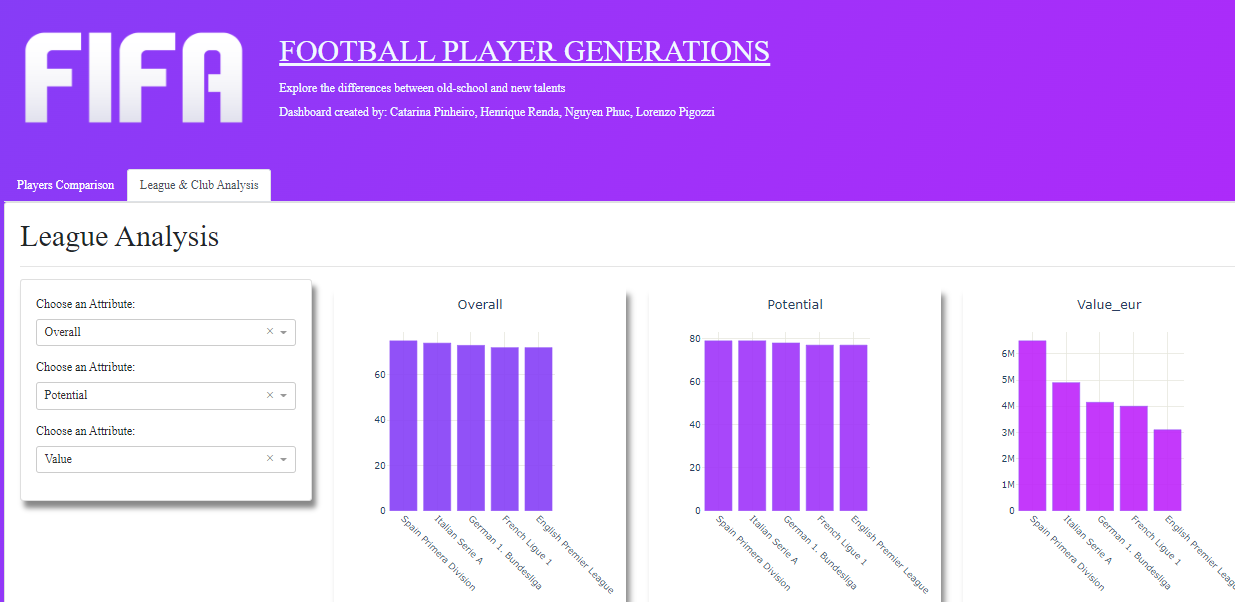 FIFA
FOOTBALL PLAYER GENERATIONS
Explore the differences between old-school and new talents
Dashboard created by: Catarina Pinheiro, Henrique Renda, Nguyen Phuc, Lorenzo Pigozzi
Players Comparison
League & Club Analysis
League Analysis
Choose an Attribute:
Overall
Choose an Attribute:
Potential
Choose an Attribute:
Value
Overall
60
40
20
0
Spain Primera Division
Italian Serie A
German 1. Bundesliga
French Ligue 1
English Premier League
Potential
80
60
40
20
0
Spain Primera Division
Italian Serie A
German 1. Bundesliga
French Ligue 1
English Premier League
Value_eur
6M
5M
4M
3M
2M
1M
0
Spain Primera Division
Italian Serie A
German 1. Bundesliga
French Ligue 1
English Premier